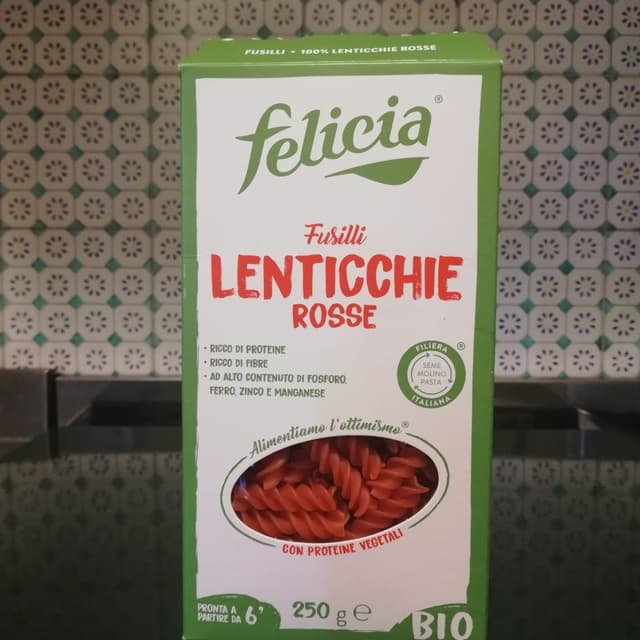 FUSILLI • 100% LENTICCHIE ROSSE
felicia®
Fusilli
LENTICCHIE
ROSSE
• RICCO DI PROTEINE
• RICCO DI FIBRE
• AD ALTO CONTENUTO DI FOSFORO,
FERRO, ZINCO E MANGANESE
FILIERA ®
SEME
MOLINO
PASTA
ITALIANA
Alimentiamo l'ottimismo®
CON PROTEINE VEGETALI
PRONTA A
PARTIRE DA 6'
250 g e
BIO